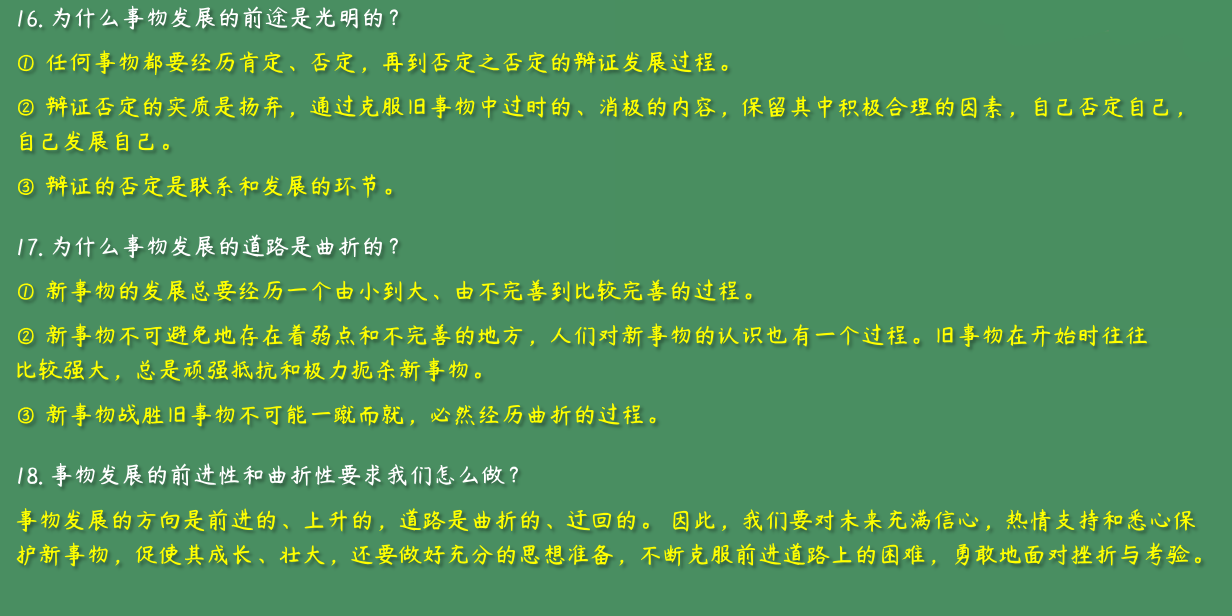 16. 为什么事物发展的前途是光明的？
① 任何事物都要经历肯定、否定，再到否定之否定的辩证发展过程。
② 辩证否定的实质是扬弃，通过克服旧事物中过时的、消极的内容，保留其中积极合理的因素，自己否定自己，
自己发展自己。
③ 辩证的否定是联系和发展的环节。
17. 为什么事物发展的道路是曲折的？
① 新事物的发展总要经历一个由小到大、由不完善到比较完善的过程。
② 新事物不可避免地存在着弱点和不完善的地方，人们对新事物的认识也有一个过程。旧事物在开始时往往
比较强大，总是顽强抵抗和极力扼杀新事物。
③ 新事物战胜旧事物不可能一蹴而就，必然经历曲折的过程。
18. 事物发展的前进性和曲折性要求我们怎么做？
事物发展的方向是前进的、上升的，道路是曲折的、迂回的。 因此，我们要对未来充满信心，热情支持和悉心保
护新事物，促使其成长、壮大，还要做好充分的思想准备，不断克服前进道路上的困难，勇敢地面对挫折与考验。